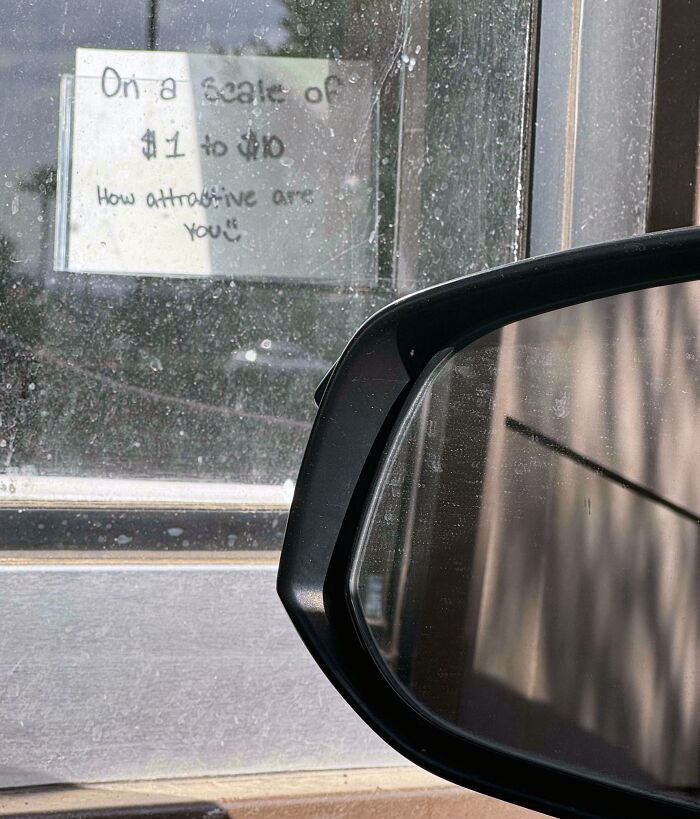 On a scale of
$1 to $10
How attractive are
you :)